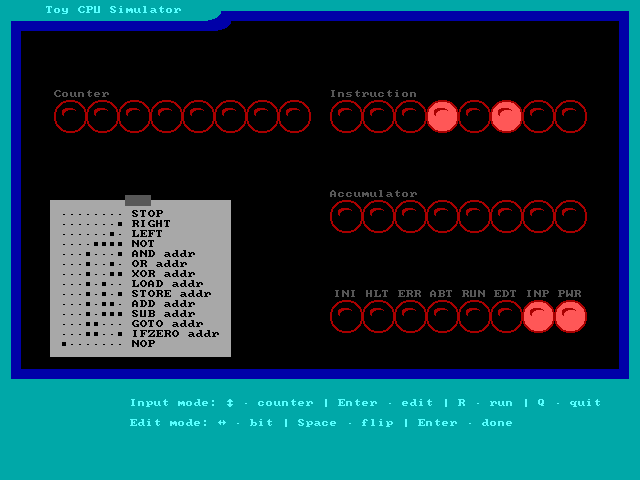 Toy CPU Simulator
Counter
Instruction
Accumulator
........ STOP
.......▪ RIGHT
......▪. LEFT
....▪▪▪▪ NOT
...▪...▪ AND addr
...▪..▪. OR addr
...▪..▪▪ XOR addr
...▪.▪.. LOAD addr
...▪.▪.▪ STORE addr
...▪.▪▪. ADD addr
...▪.▪▪▪ SUB addr
...▪▪... GOTO addr
...▪▪..▪ IFZERO addr
▪....... NOP
INI HLT ERR ABT RUN EDT INP PWR
Input mode: ↕ · counter | Enter · edit | R · run | Q · quit
Edit mode: ↔ · bit | Space · flip | Enter · done